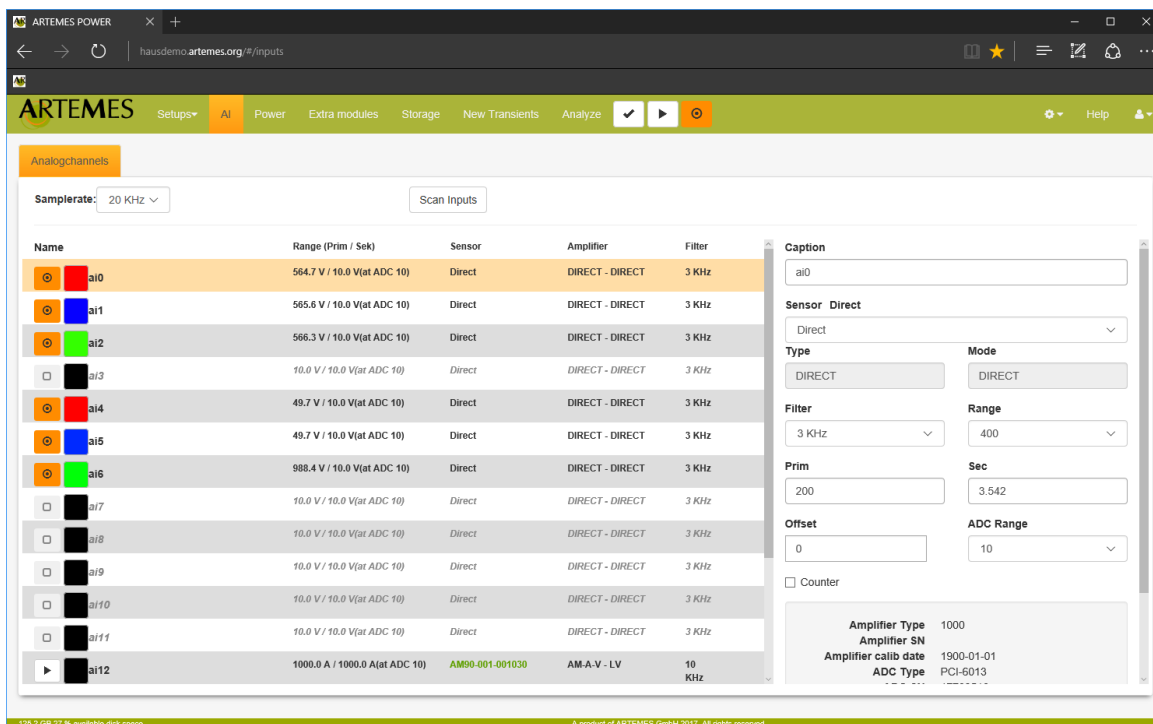 ARTEMES POWER
hausdemo.artemes.org/#/inputs
ARTEMES Setups AI Power Extra modules Storage New Transients Analyze Help
Analogchannels
Samplerate: 20 KHz Scan Inputs
Name Range (Prim / Sek) Sensor Amplifier Filter
ai0 564.7 V / 10.0 V(at ADC 10) Direct DIRECT - DIRECT 3 KHz
ai1 565.6 V / 10.0 V(at ADC 10) Direct DIRECT - DIRECT 3 KHz
ai2 566.3 V / 10.0 V(at ADC 10) Direct DIRECT - DIRECT 3 KHz
ai3 10.0 V / 10.0 V(at ADC 10) Direct DIRECT - DIRECT 3 KHz
ai4 49.7 V / 10.0 V(at ADC 10) Direct DIRECT - DIRECT 3 KHz
ai5 49.7 V / 10.0 V(at ADC 10) Direct DIRECT - DIRECT 3 KHz
ai6 988.4 V / 10.0 V(at ADC 10) Direct DIRECT - DIRECT 3 KHz
ai7 10.0 V / 10.0 V(at ADC 10) Direct DIRECT - DIRECT 3 KHz
ai8 10.0 V / 10.0 V(at ADC 10) Direct DIRECT - DIRECT 3 KHz
ai9 10.0 V / 10.0 V(at ADC 10) Direct DIRECT - DIRECT 3 KHz
ai10 10.0 V / 10.0 V(at ADC 10) Direct DIRECT - DIRECT 3 KHz
ai11 10.0 V / 10.0 V(at ADC 10) Direct DIRECT - DIRECT 3 KHz
ai12 1000.0 A / 1000.0 A(at ADC 10) AM90-001-001030 AM-A-V - LV 10
KHz
Caption
ai0
Sensor Direct
Direct
Type Mode
DIRECT DIRECT
Filter Range
3 KHz 400
Prim Sec
200 3.542
Offset ADC Range
0 10
Counter
Amplifier Type 1000
Amplifier SN
Amplifier calib date 1900-01-01
ADC Type PCI-6013
A product of ARTEMES GmbH 2017. All rights reserved